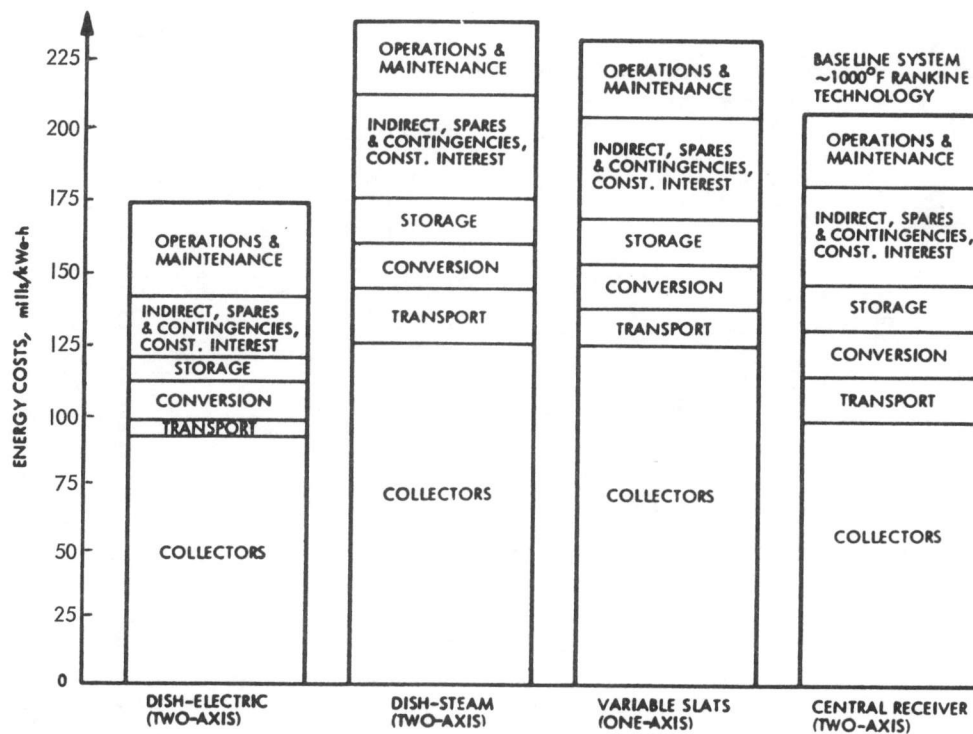 ENERGY COSTS, mills/kWe-h
225
200
175
150
125
100
75
50
25
0
OPERATIONS &
MAINTENANCE
INDIRECT, SPARES
& CONTINGENCIES,
CONST. INTEREST
STORAGE
CONVERSION
TRANSPORT
COLLECTORS
DISH-ELECTRIC
(TWO-AXIS)
OPERATIONS &
MAINTENANCE
INDIRECT, SPARES
& CONTINGENCIES,
CONST. INTEREST
STORAGE
CONVERSION
TRANSPORT
COLLECTORS
DISH-STEAM
(TWO-AXIS)
OPERATIONS &
MAINTENANCE
INDIRECT, SPARES
& CONTINGENCIES,
CONST. INTEREST
STORAGE
CONVERSION
TRANSPORT
COLLECTORS
VARIABLE SLATS
(ONE-AXIS)
BASELINE SYSTEM
~1000°F RANKINE
TECHNOLOGY
OPERATIONS &
MAINTENANCE
INDIRECT, SPARES
& CONTINGENCIES,
CONST. INTEREST
STORAGE
CONVERSION
TRANSPORT
COLLECTORS
CENTRAL RECEIVER
(TWO-AXIS)